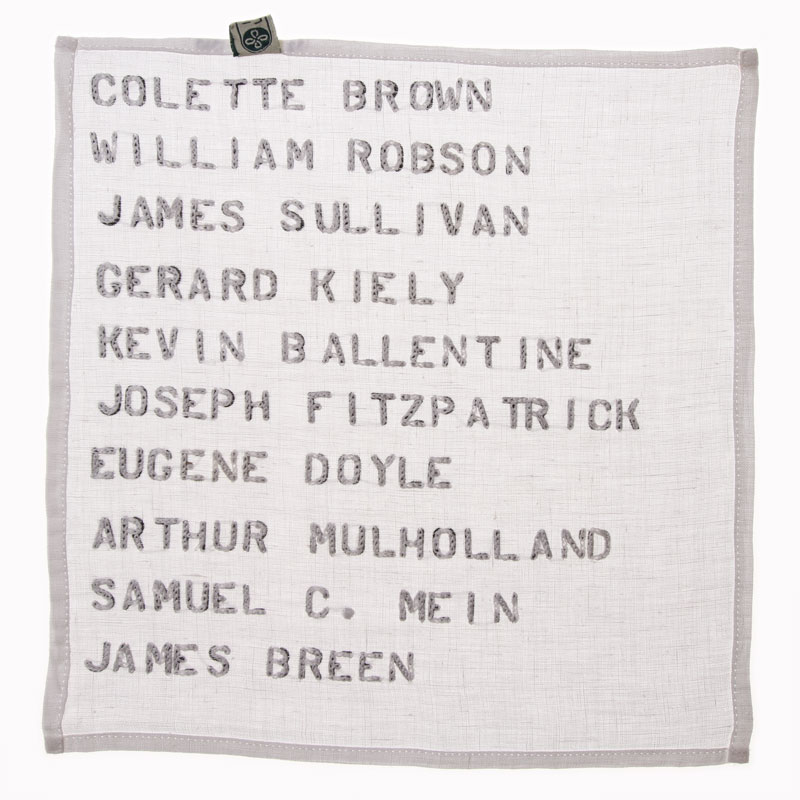 COLETTE BROWN
WILLIAM ROBSON
JAMES SULLIVAN
GERARD KIELY
KEVIN BALLENTINE
JOSEPH FITZPATRICK
EUGENE DOYLE
ARTHUR MULHOLLAND
SAMUEL C. MEIN
JAMES BREEN